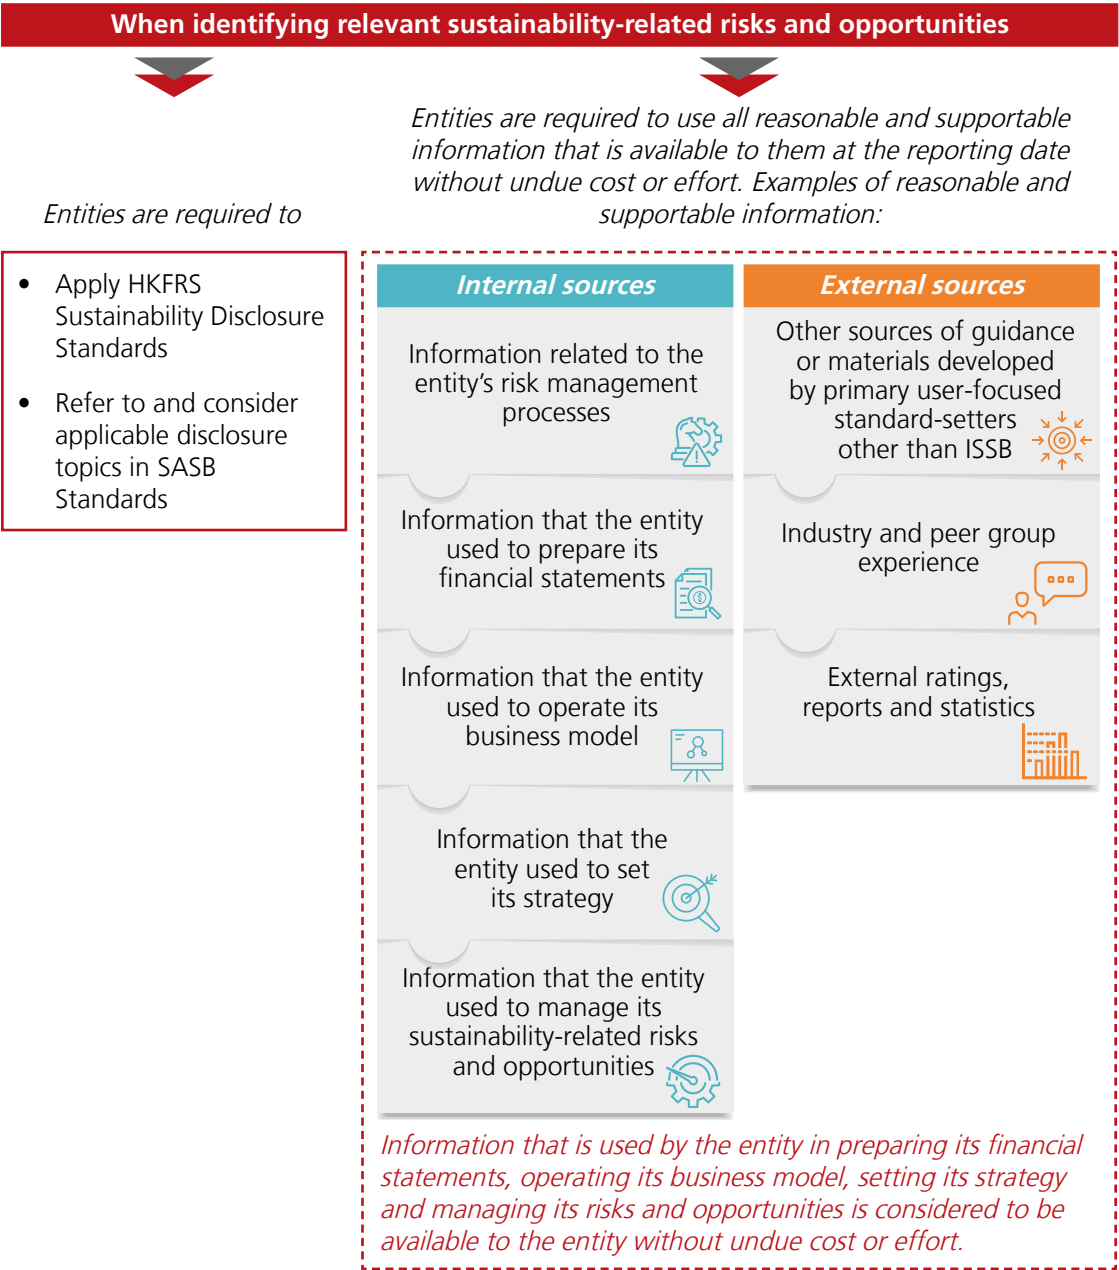 When identifying relevant sustainability-related risks and opportunities
Entities are required to
• Apply HKFRS
Sustainability Disclosure
Standards
• Refer to and consider
applicable disclosure
topics in SASB
Standards
Entities are required to use all reasonable and supportable
information that is available to them at the reporting date
without undue cost or effort. Examples of reasonable and
supportable information:
Internal sources
Information related to the
entity’s risk management
processes
Information that the entity
used to prepare its
financial statements
Information that the entity
used to operate its
business model
Information that the
entity used to set
its strategy
Information that the entity
used to manage its
sustainability-related risks
and opportunities
External sources
Other sources of guidance
or materials developed
by primary user-focused
standard-setters
other than ISSB
Industry and peer group
experience
External ratings,
reports and statistics
Information that is used by the entity in preparing its financial
statements, operating its business model, setting its strategy
and managing its risks and opportunities is considered to be
available to the entity without undue cost or effort.